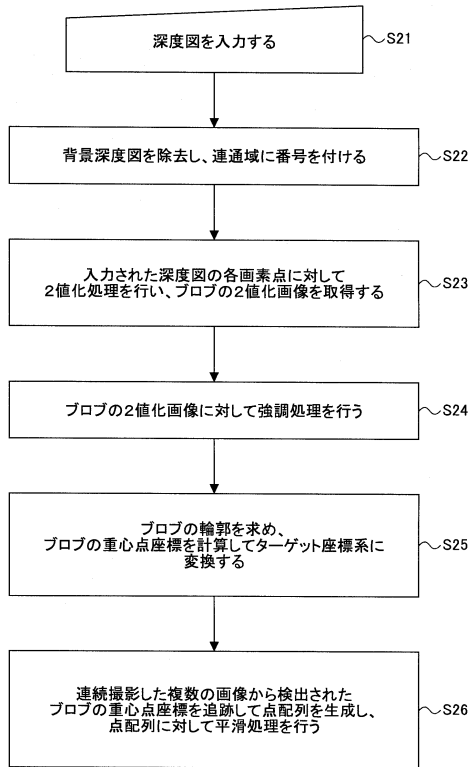 深度図を入力する
S21
背景深度図を除去し、連通域に番号を付ける
S22
入力された深度図の各画素点に対して
2値化処理を行い、ブロブの2値化画像を取得する
S23
ブロブの2値化画像に対して強調処理を行う
S24
ブロブの輪郭を求め、
ブロブの重心点座標を計算してターゲット座標系に
変換する
S25
連続撮影した複数の画像から検出された
ブロブの重心点座標を追跡して点配列を生成し、
点配列に対して平滑処理を行う
S26